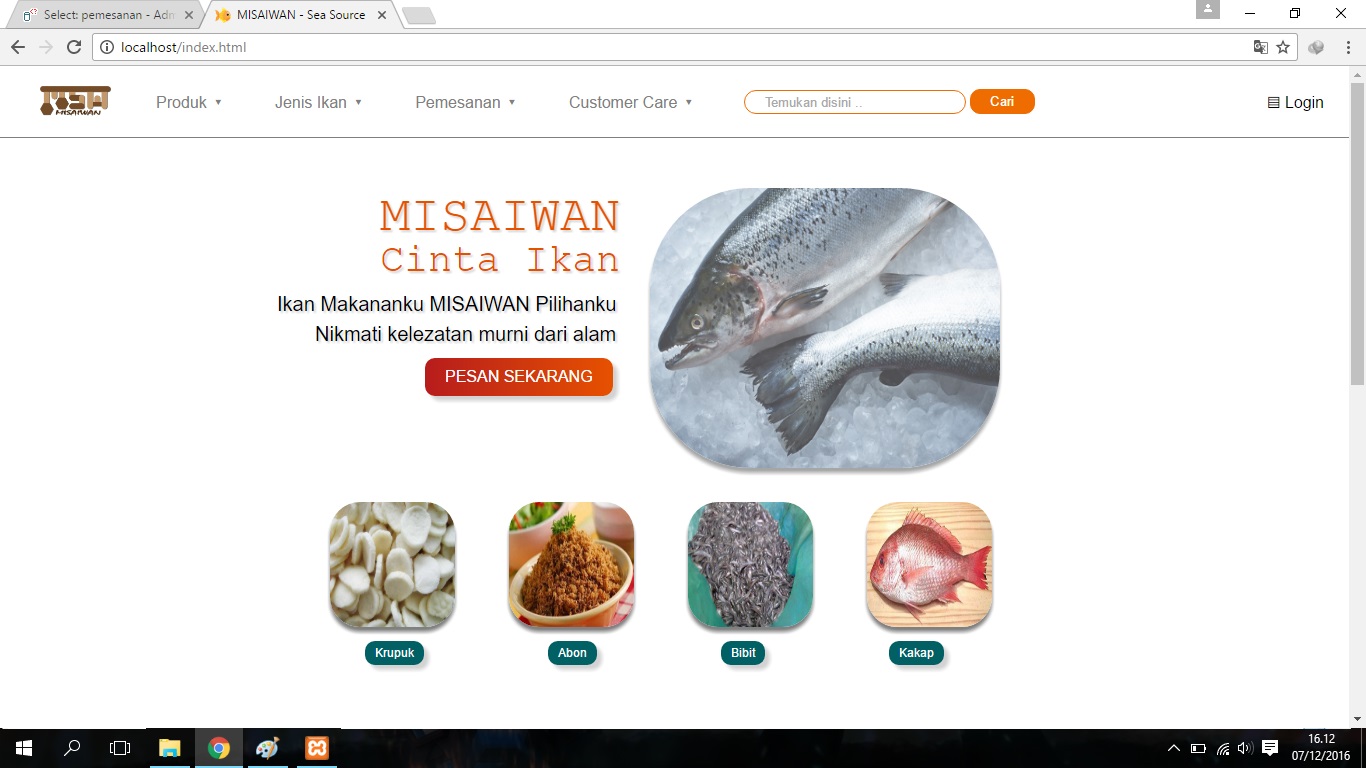 Select: pemesanan - Adm
MISAIWAN - Sea Source
localhost/index.html
MISAIWAN
Produk ▼
Jenis Ikan ▼
Pemesanan ▼
Customer Care ▼
Temukan disini ..
Cari
Login
MISAIWAN
Cinta Ikan
Ikan Makananku MISAIWAN Pilihanku
Nikmati kelezatan murni dari alam
PESAN SEKARANG
Krupuk
Abon
Bibit
Kakap
16.12
07/12/2016